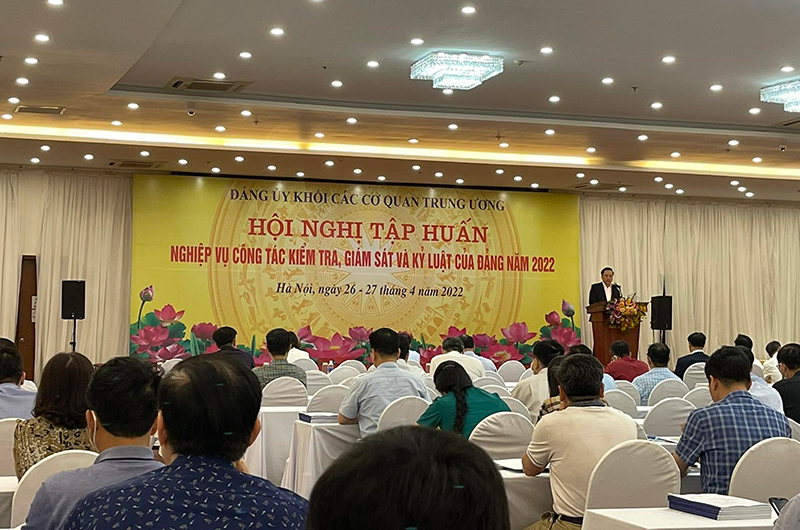 ĐẢNG ỦY KHỐI CÁC CƠ QUAN TRUNG ƯƠNG
HỘI NGHỊ TẬP HUẤN
NGHIỆP VỤ CÔNG TÁC KIỂM TRA, GIÁM SÁT VÀ KỶ LUẬT CỦA ĐẢNG NĂM 2022
Hà Nội, ngày 26 - 27 tháng 4 năm 2022